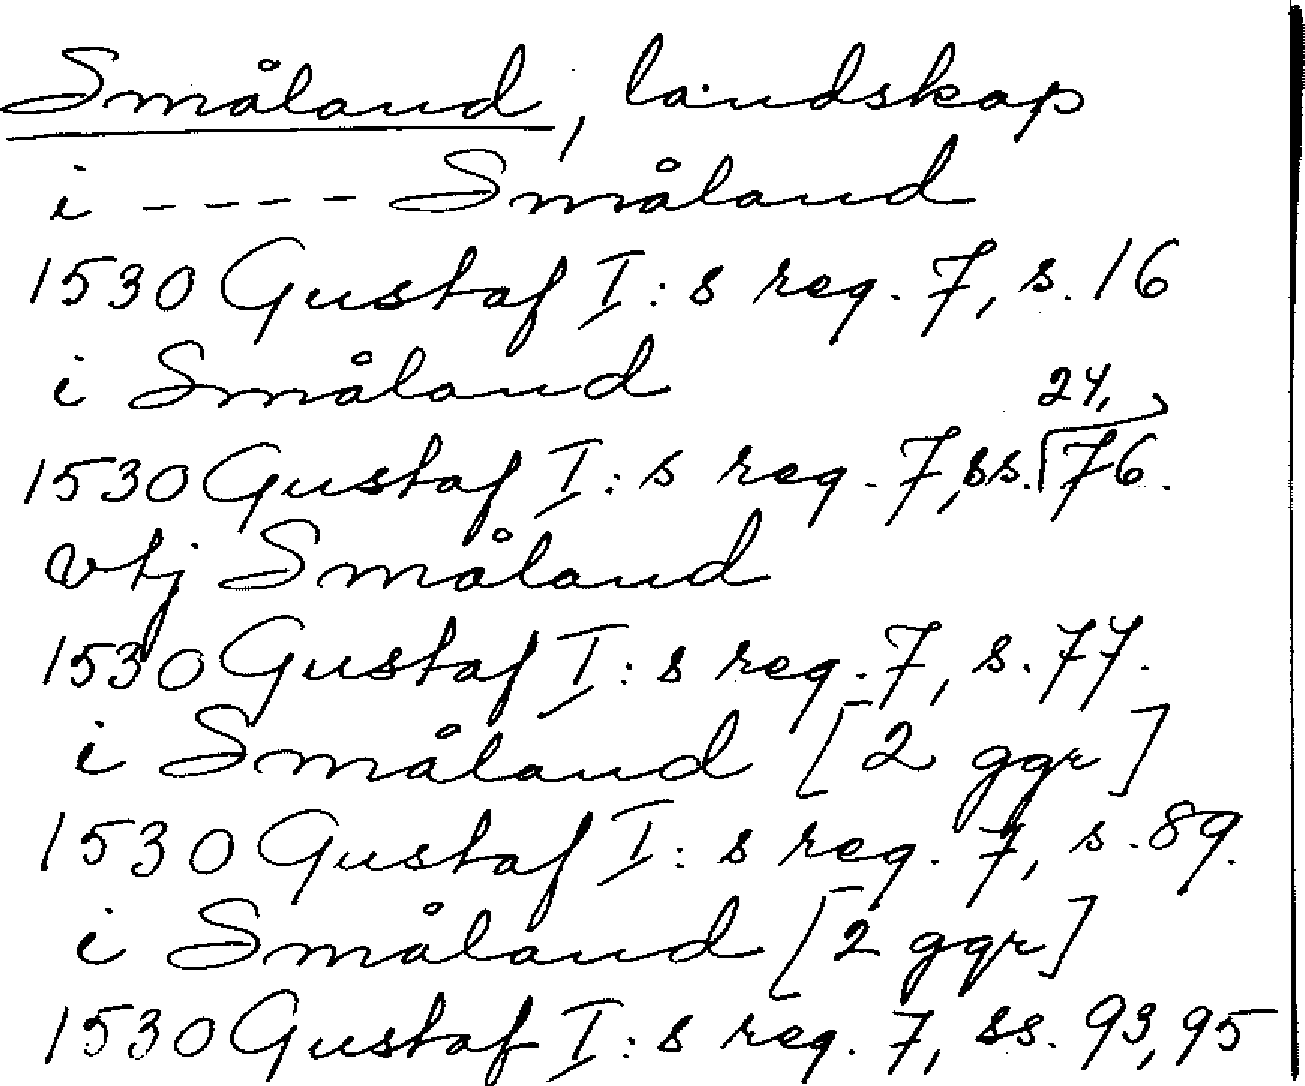 Småland, landskap
i ---- Småland
1530 Gustaf I:s reg. 7, s. 16
i Småland
1530 Gustaf I:s reg. 7, ss. 24, 76.
vtj Småland
1530 Gustaf I:s reg. 7, s. 77.
i Småland [2 ggr]
1530 Gustaf I:s reg. 7, s. 89.
i Småland [2 ggr]
1530 Gustaf I:s reg. 7, ss. 93, 95